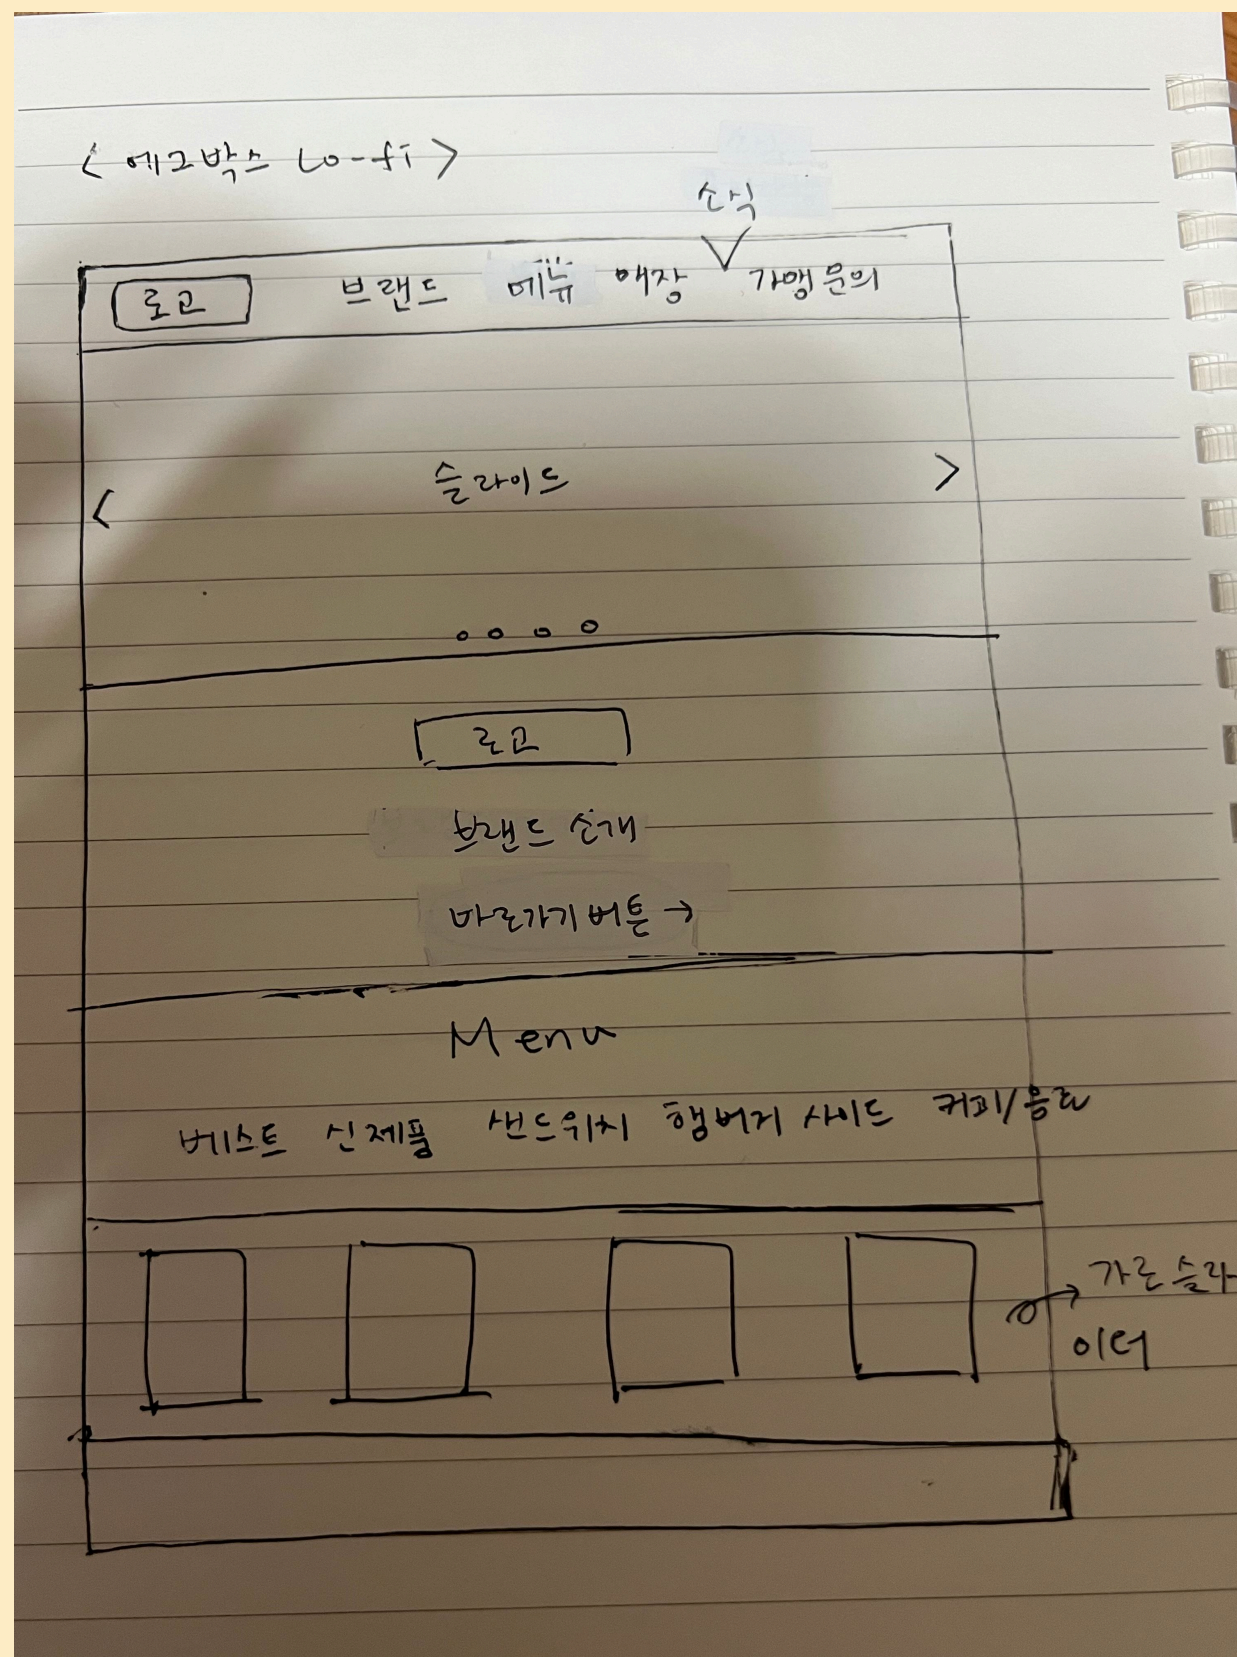 < 에그박스 Lo-fi >
소식
로고 브랜드 메뉴 매장 가맹문의
< 슬라이드 >
로고
브랜드 소개
바로가기버튼 →
Menu
베스트 신제품 샌드위치 햄버거 사이드 커피/음료
가로슬라
이더